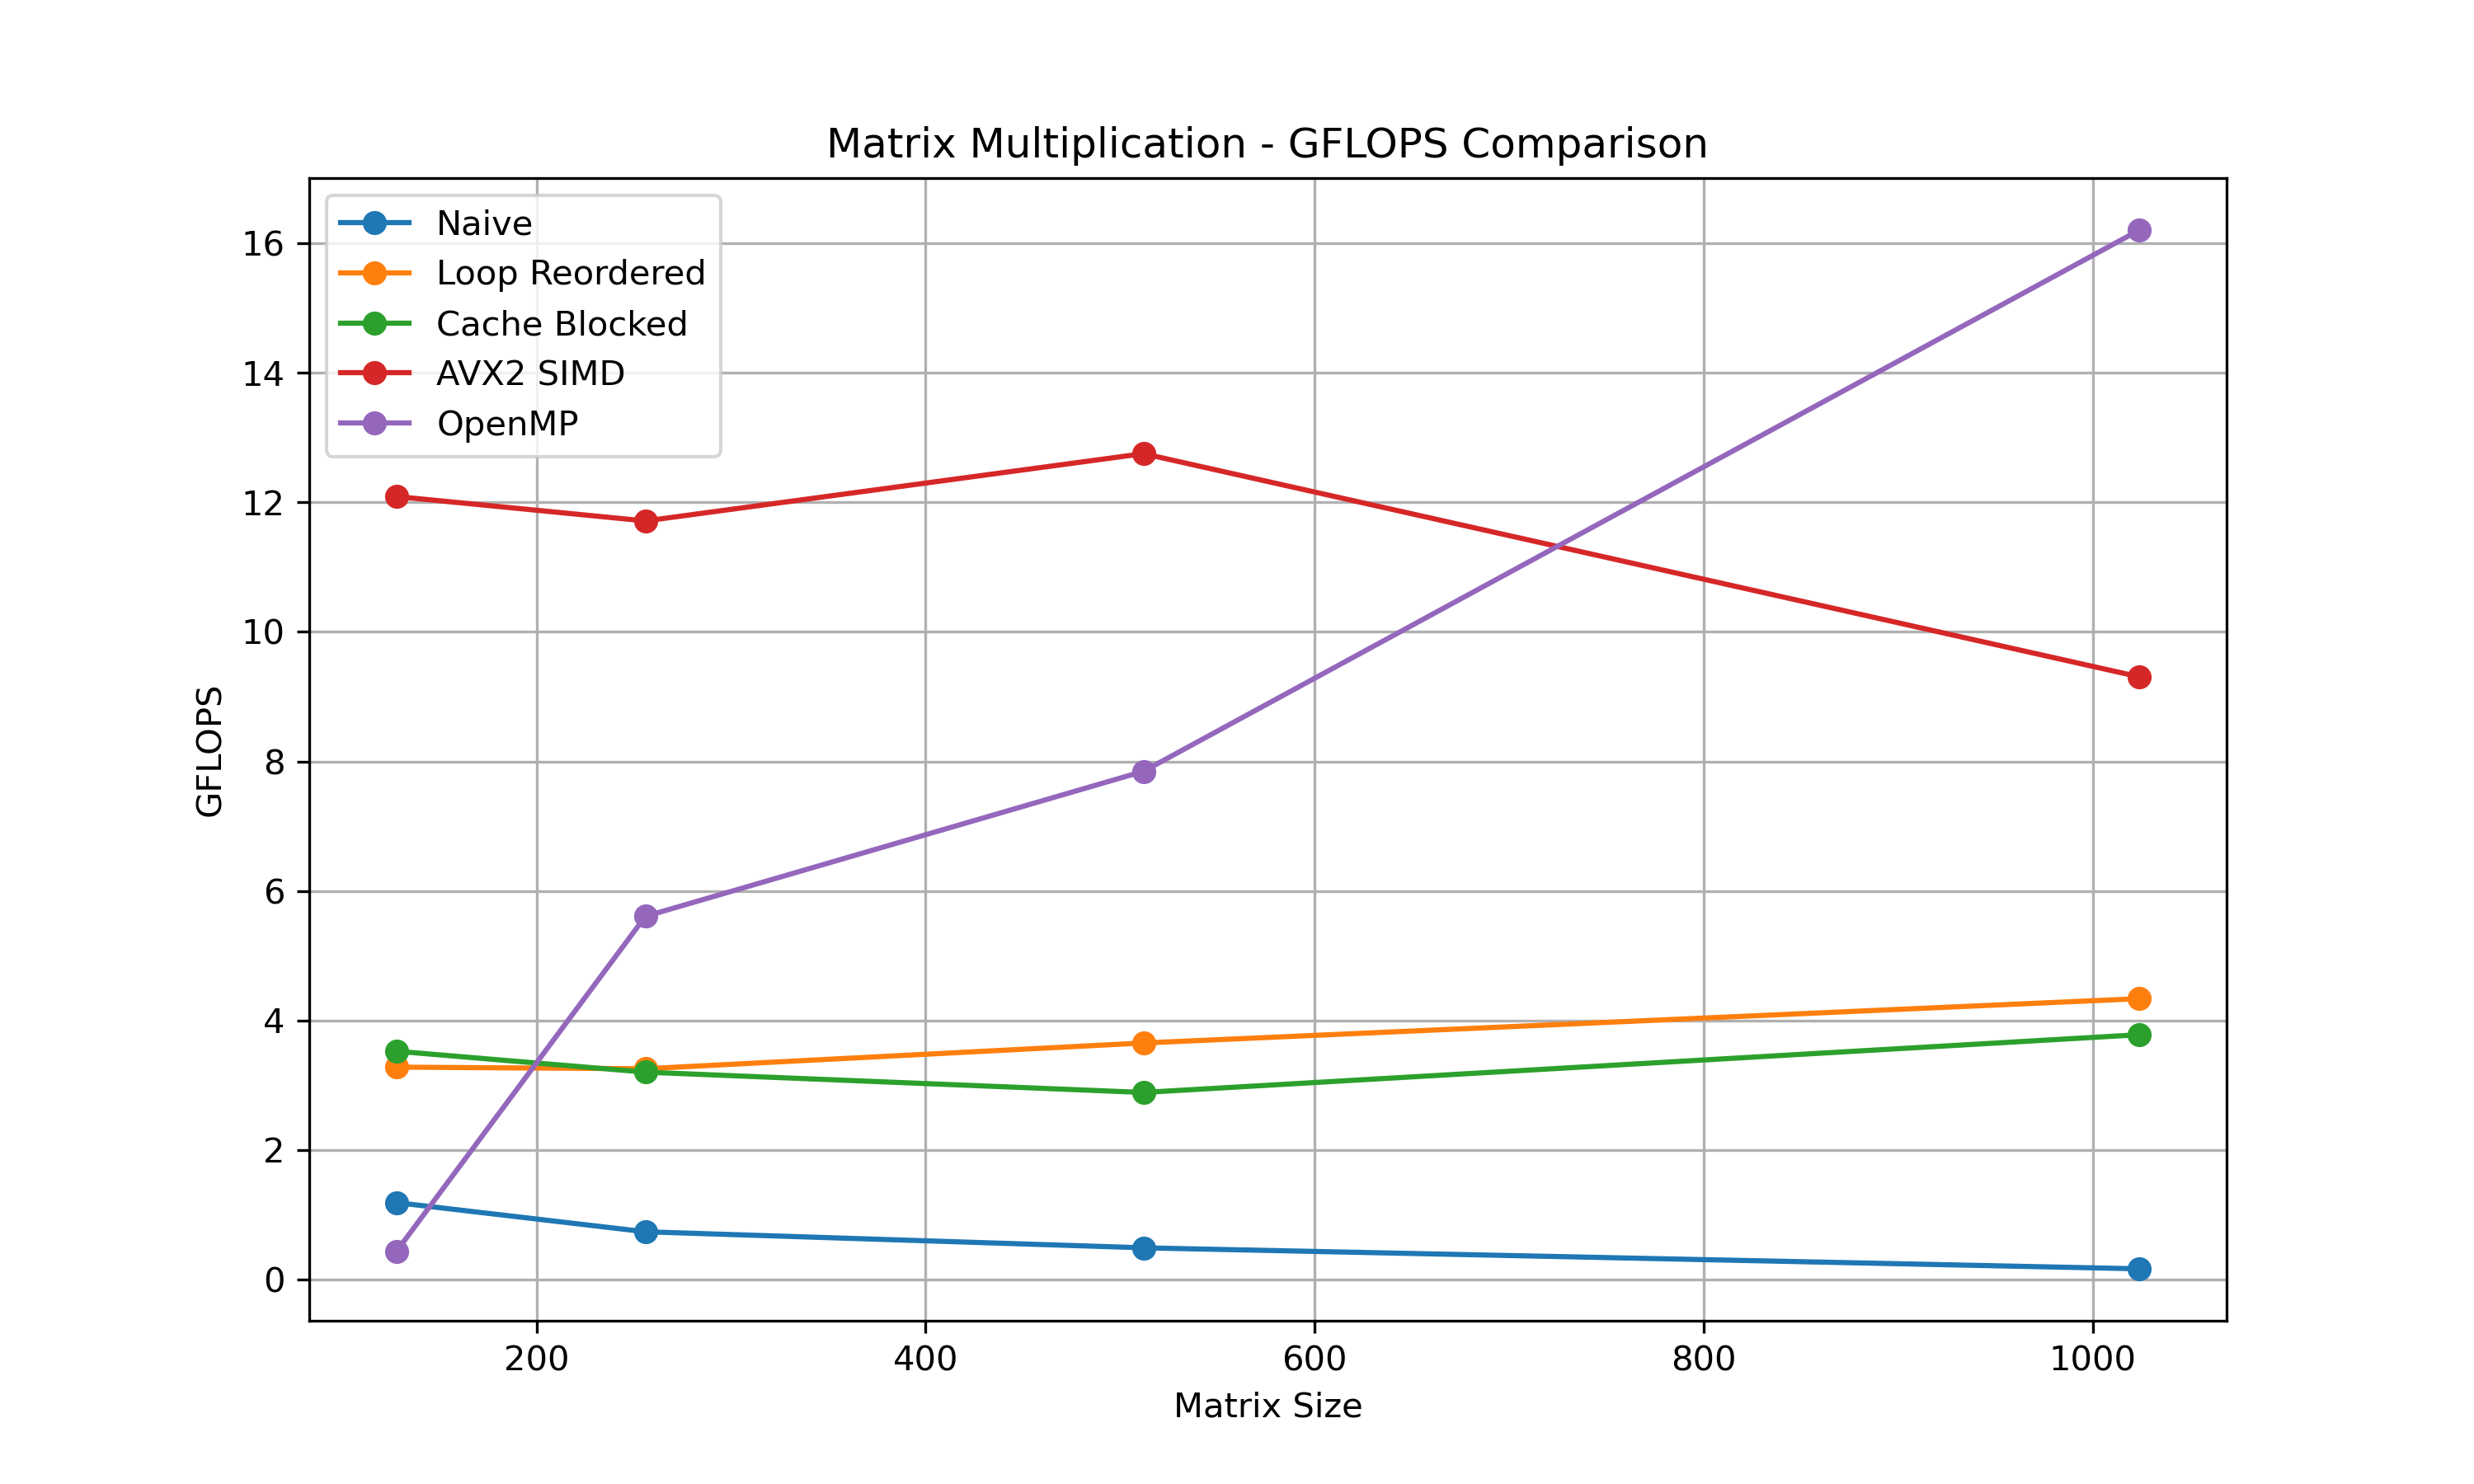 Matrix Multiplication - GFLOPS Comparison
Naive
Loop Reordered
Cache Blocked
AVX2 SIMD
OpenMP
16
14
12
10
8
6
4
2
0
GFLOPS
200 400 600 800 1000
Matrix Size